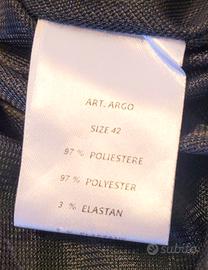 ART. ARGO
SIZE 42
97 % POLIESTERE
97 % POLYESTER
3 % ELASTAN
subito